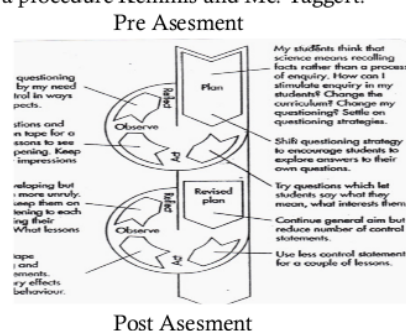 a procedure Kemmis and Mc. Taggert.
Pre Asesment
My students think that
science means recalling
facts rather than a process
of enquiry. How can I
stimulate enquiry in my
students? Change the
curriculum? Change my
questioning? Settle on
questioning strategies.
Shift questioning strategy
to encourage students to
explore answers to their
own questions.
Try questions which let
students say what they
mean, what interests them
Continue general aim but
reduce number of control
statements.
Use less control statement
for a couple of lessons.
Plan
Reflect
Observe
Revised
plan
Reflect
Observe
questioning
by my need
trol in ways
pects.
stions and
n tape for a
ssons to see
pening. Keep
impressions
veloping but
more unruly.
eep them on
tening to each
ing their
What lessons
tape
g and
ements.
ry effects
behaviour.
Post Asesment